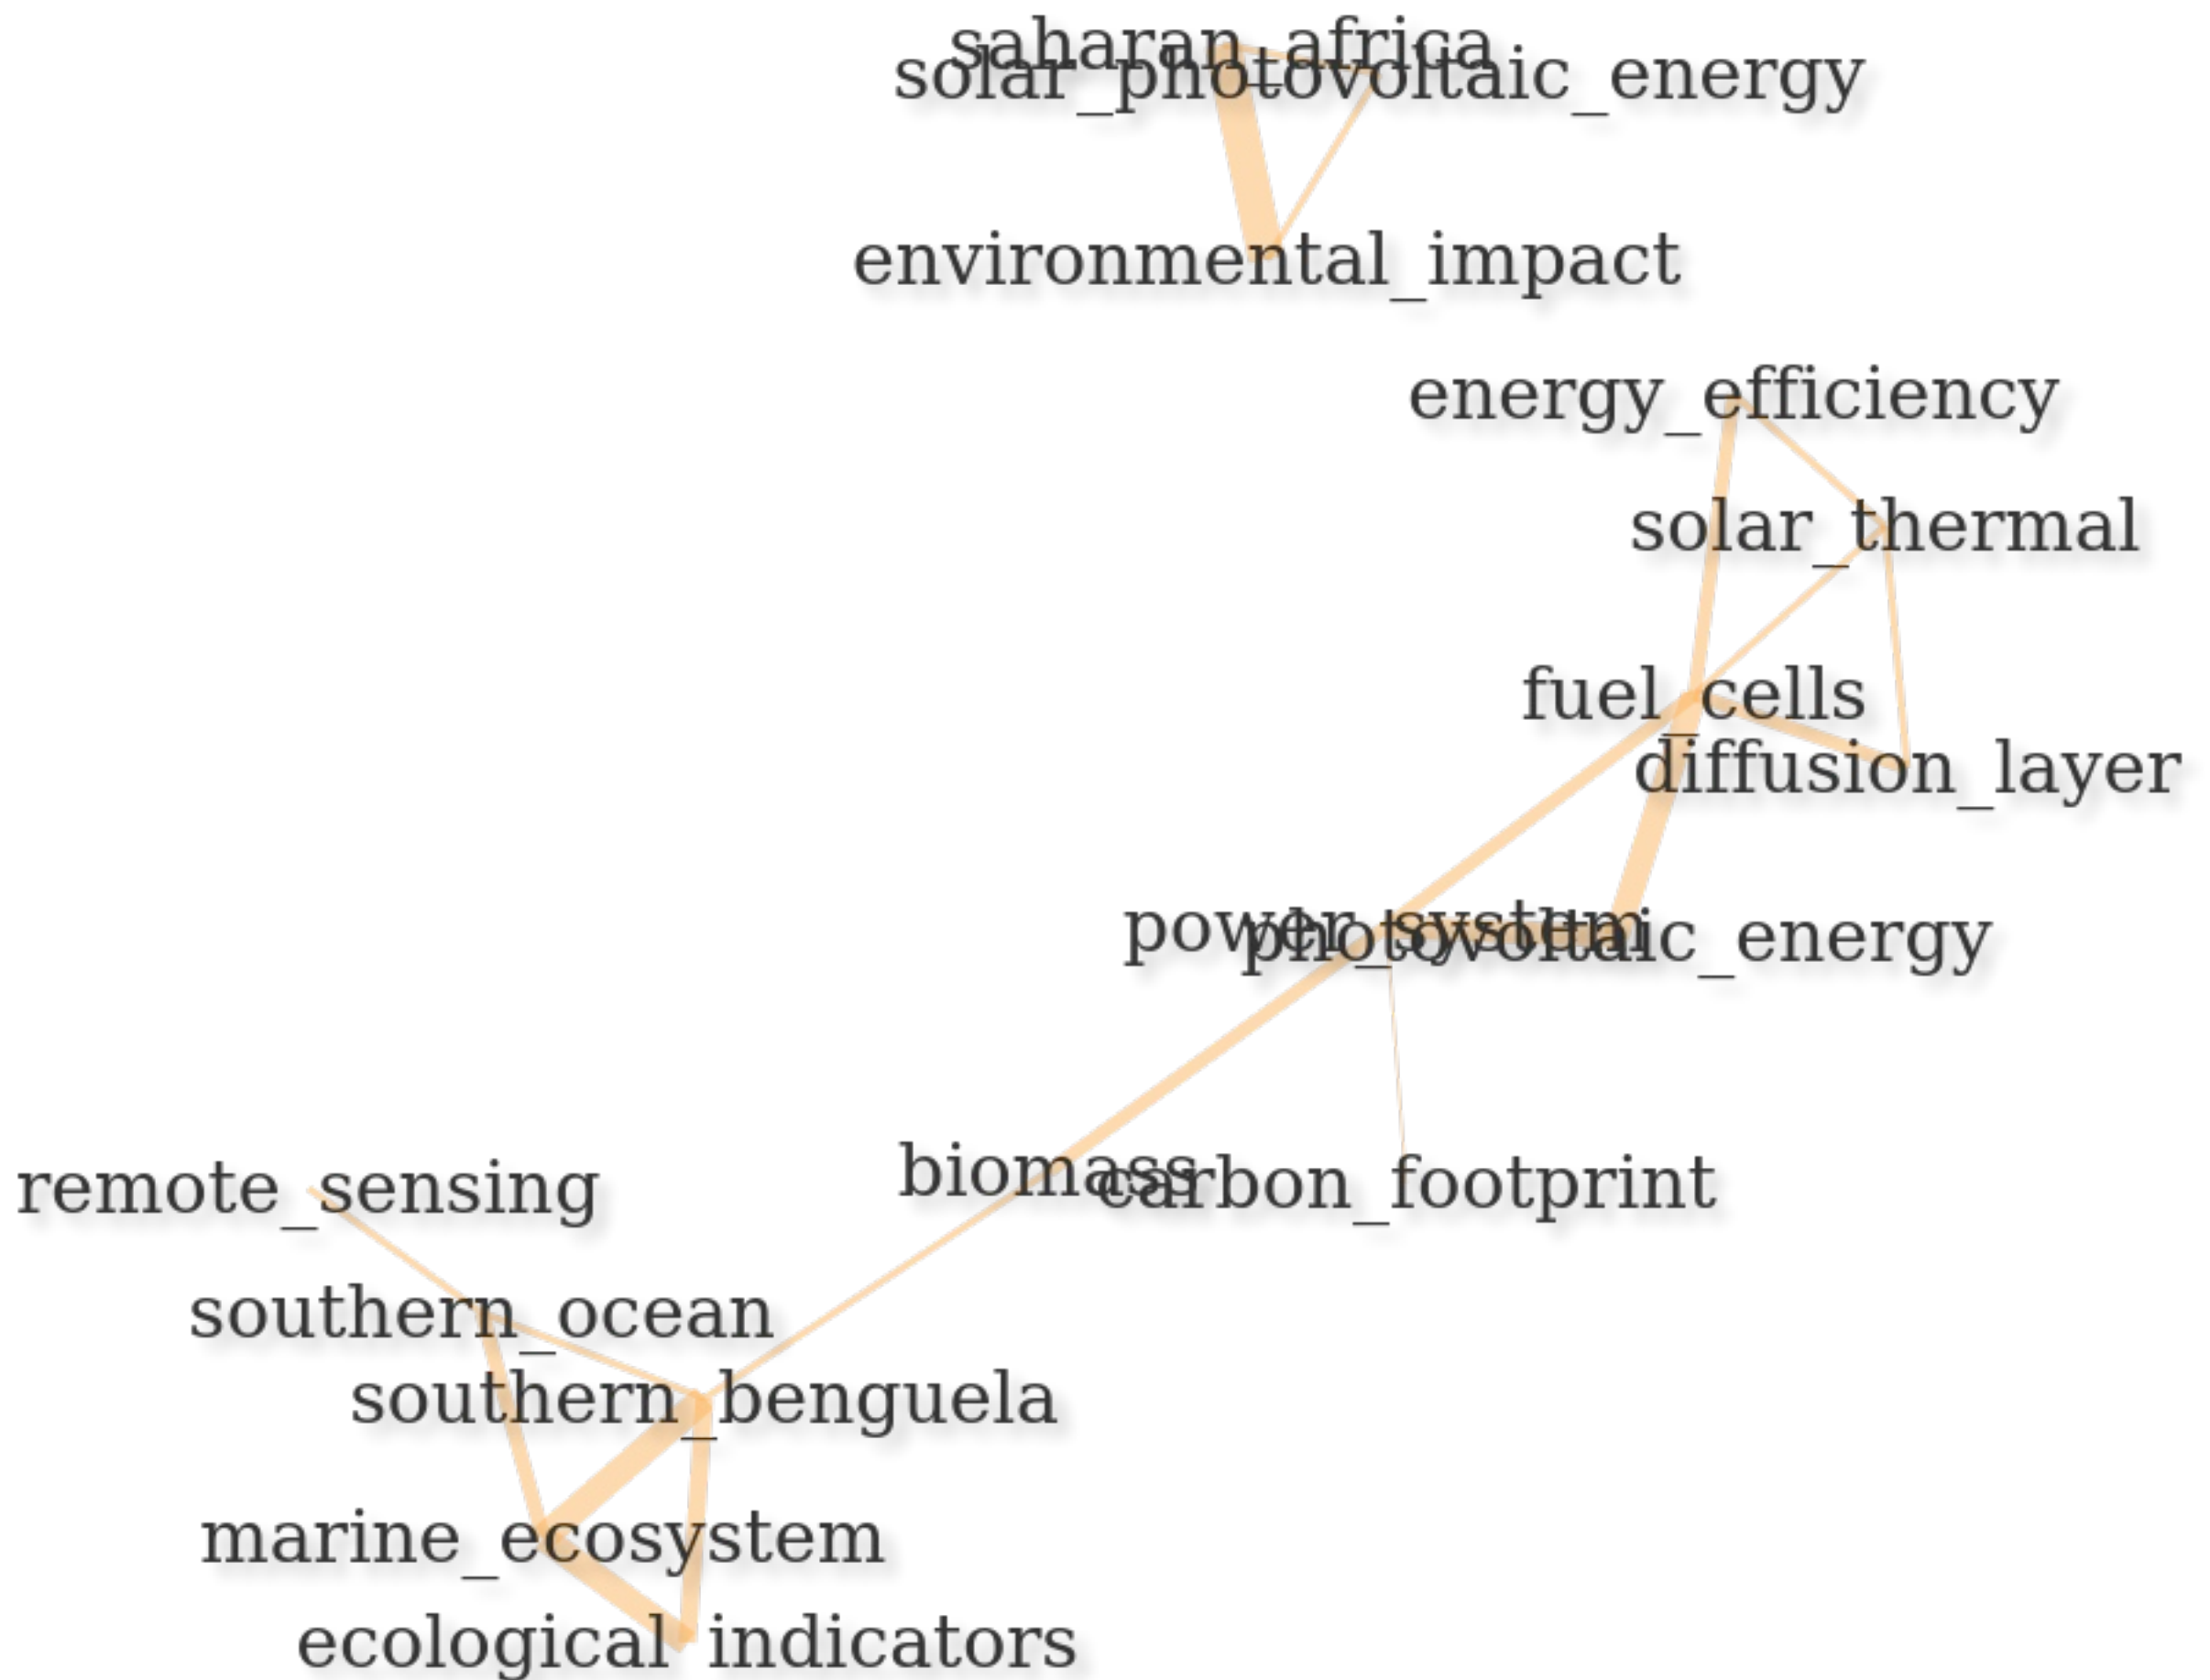 saharan_africa
solar_photovoltaic_energy
environmental_impact
energy_efficiency
solar_thermal
fuel_cells
diffusion_layer
power_system
photovoltaic_energy
biomass
carbon_footprint
remote_sensing
southern_ocean
southern_benguela
marine_ecosystem
ecological_indicators